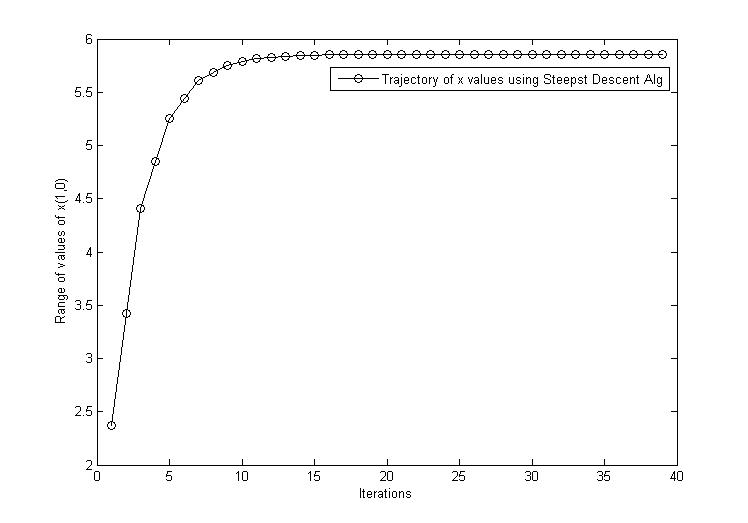 6
5.5
5
4.5
4
3.5
3
2.5
2
Range of values of x(1,0)
Trajectory of x values using Steepst Descent Alg
0 5 10 15 20 25 30 35 40
Iterations